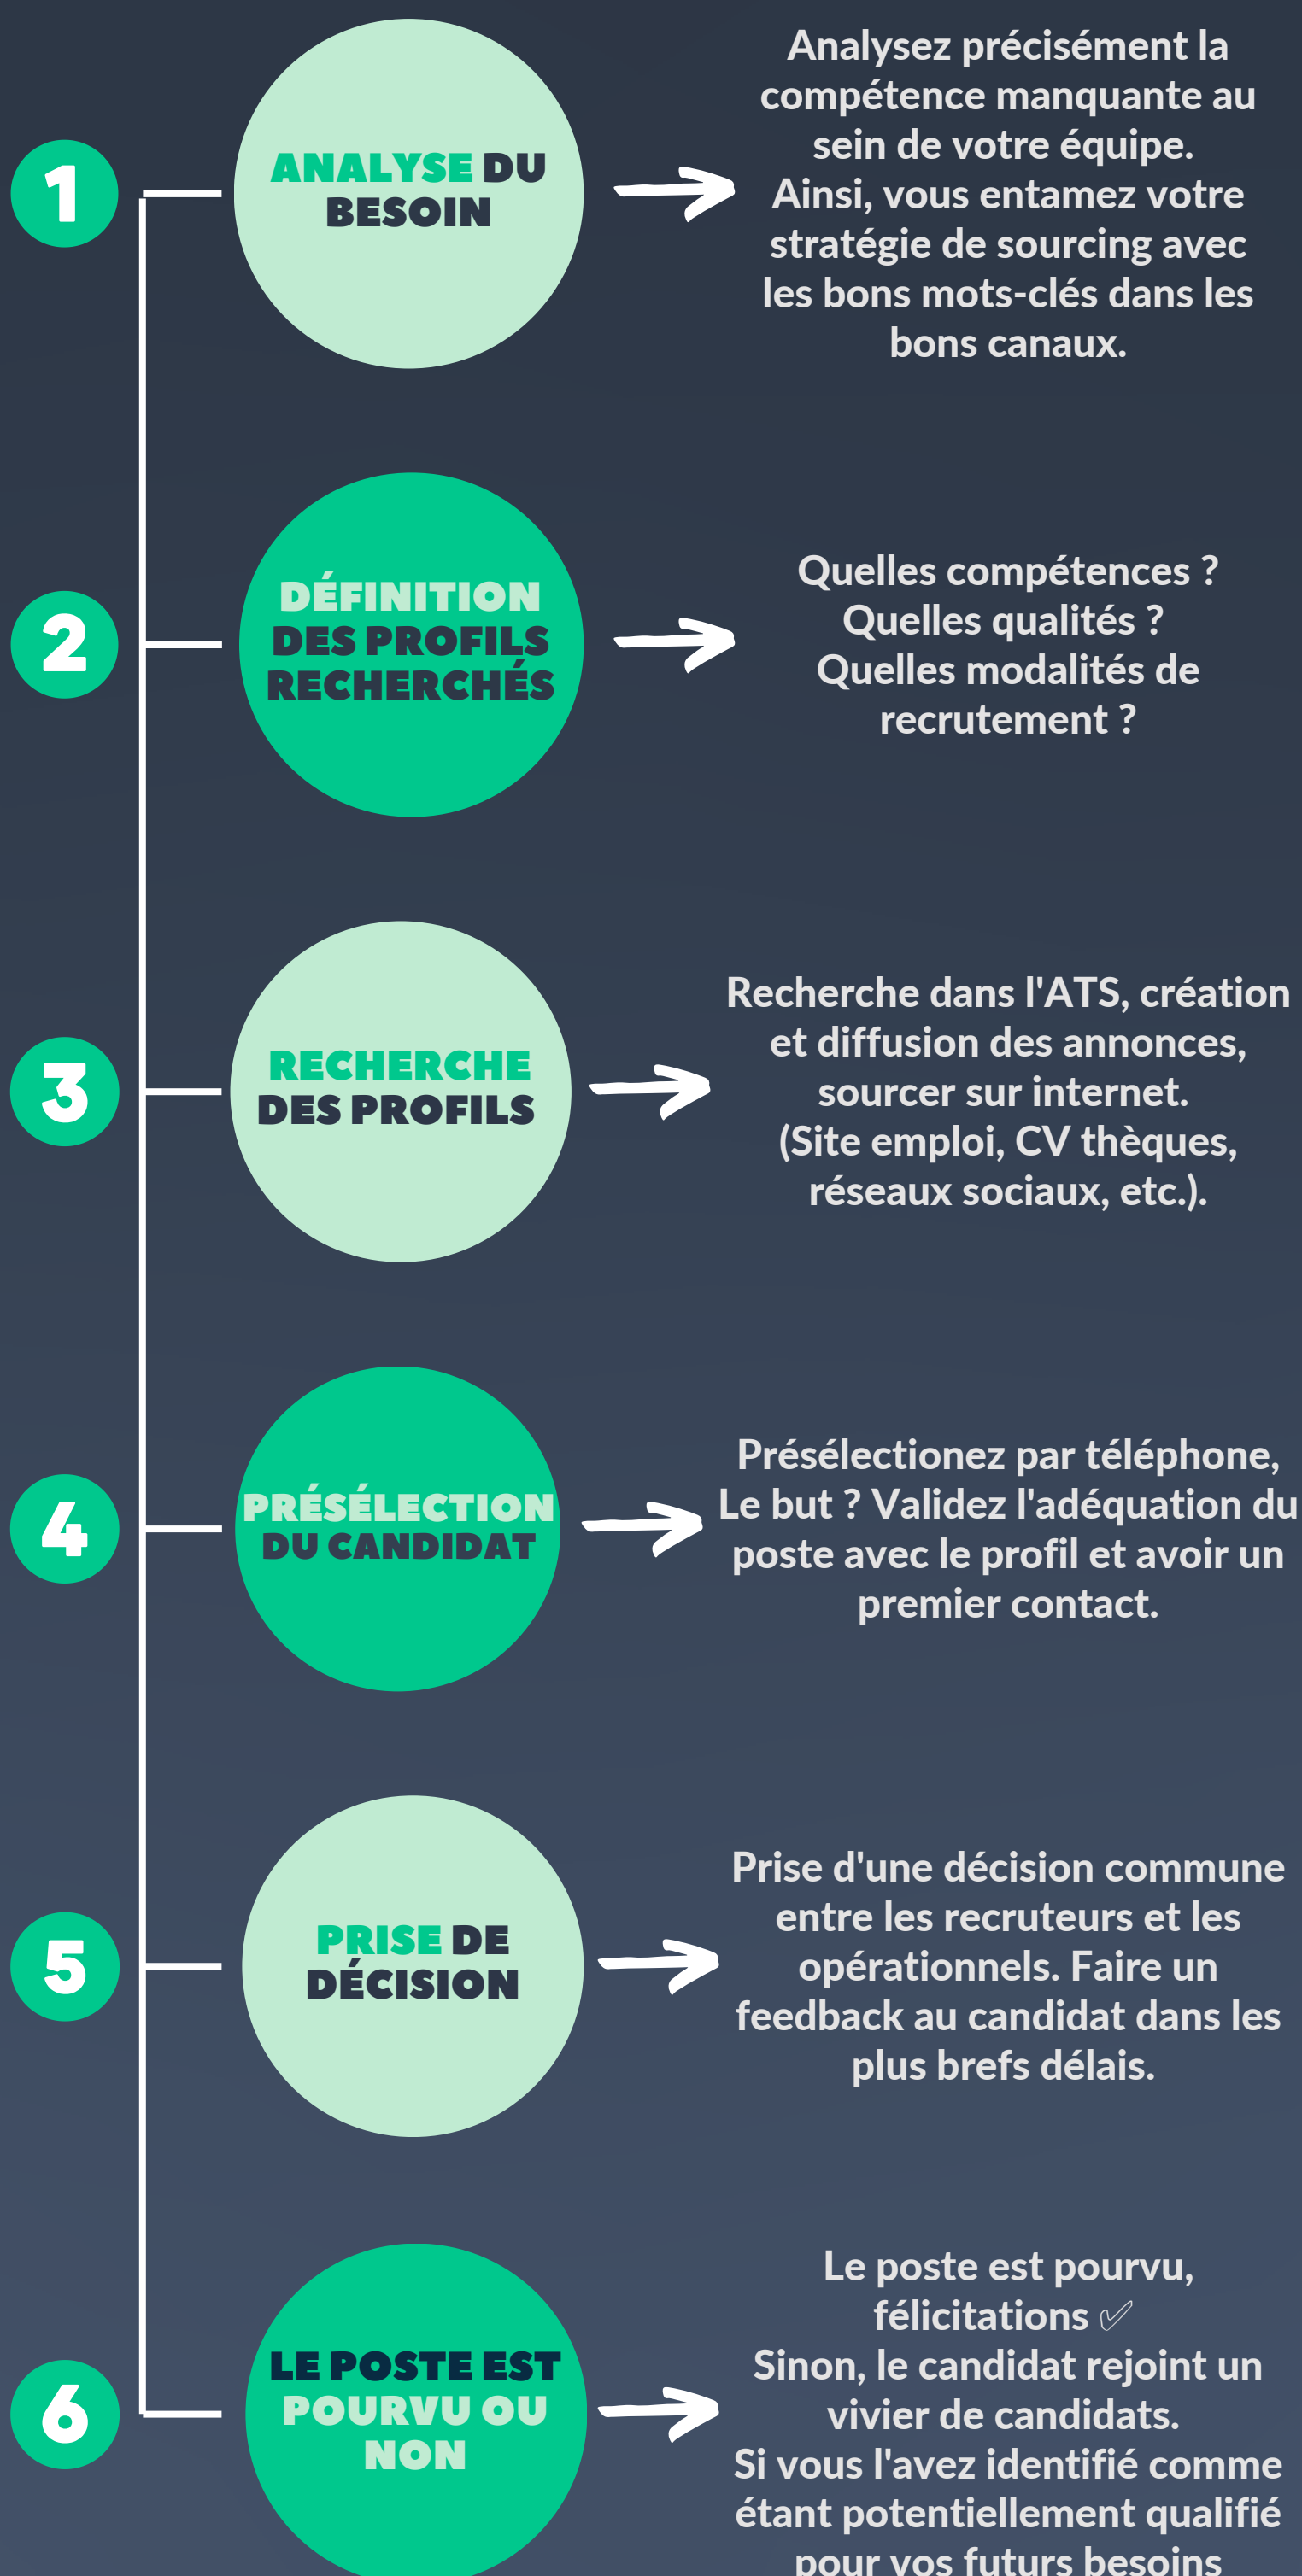 1
ANALYSE DU
BESOIN
Analysez précisément la
compétence manquante au
sein de votre équipe.
Ainsi, vous entamez votre
stratégie de sourcing avec
les bons mots-clés dans les
bons canaux.
2
DÉFINITION
DES PROFILS
RECHERCHÉS
Quelles compétences ?
Quelles qualités ?
Quelles modalités de
recrutement ?
3
RECHERCHE
DES PROFILS
Recherche dans l'ATS, création
et diffusion des annonces,
sourcer sur internet.
(Site emploi, CV thèques,
réseaux sociaux, etc.).
4
PRÉSÉLECTION
DU CANDIDAT
Présélectionez par téléphone,
Le but ? Validez l'adéquation du
poste avec le profil et avoir un
premier contact.
5
PRISE DE
DÉCISION
Prise d'une décision commune
entre les recruteurs et les
opérationnels. Faire un
feedback au candidat dans les
plus brefs délais.
6
LE POSTE EST
POURVU OU
NON
Le poste est pourvu,
félicitations ✅
Sinon, le candidat rejoint un
vivier de candidats.
Si vous l'avez identifié comme
étant potentiellement qualifié
pour vos futurs besoins